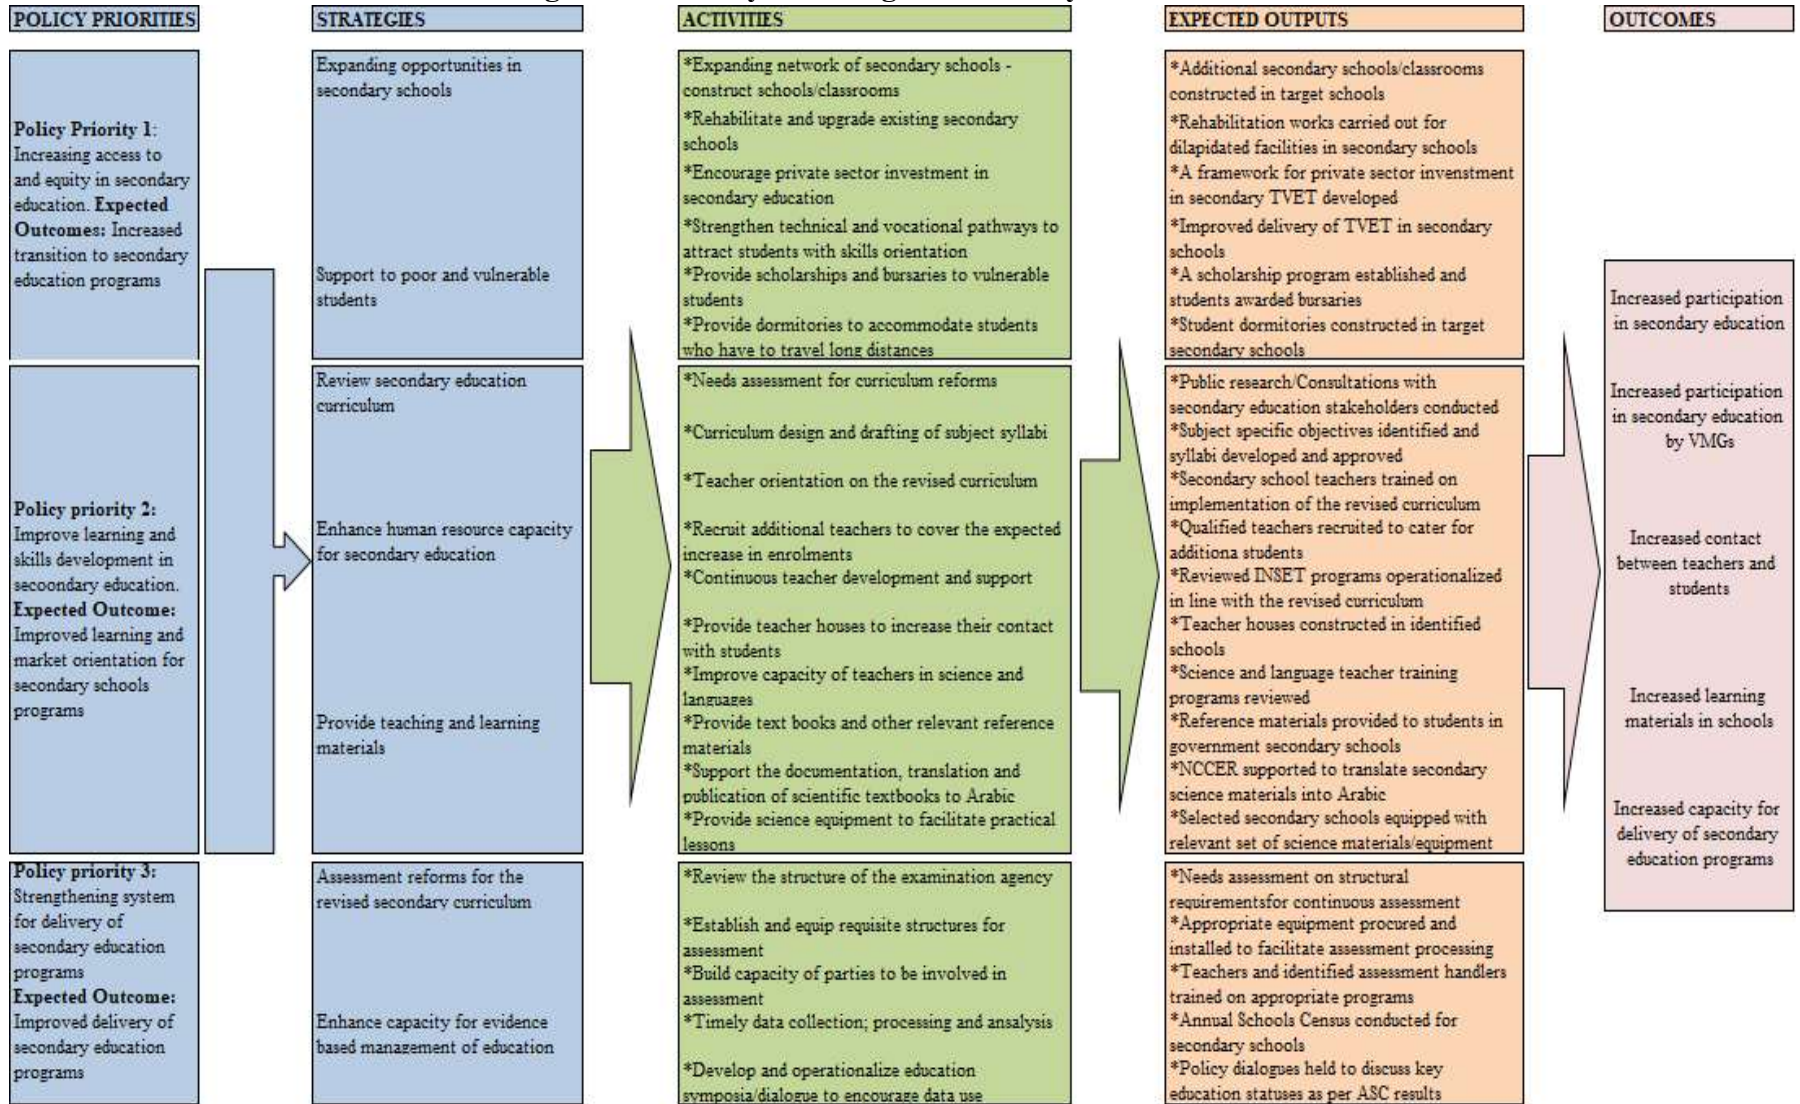 POLICY PRIORITIES
STRATEGIES
ACTIVITIES
EXPECTED OUTPUTS
OUTCOMES
Policy Priority 1:
Increasing access to
and equity in secondary
education. Expected
Outcomes: Increased
transition to secondary
education programs
Expanding opportunities in
secondary schools
Support to poor and vulnerable
students
*Expanding network of secondary schools -
construct schools/classrooms
*Rehabilitate and upgrade existing secondary
schools
*Encourage private sector investment in
secondary education
*Strengthen technical and vocational pathways to
attract students with skills orientation
*Provide scholarships and bursaries to vulnerable
students
*Provide dormitories to accommodate students
who have to travel long distances
*Additional secondary schools/classrooms
constructed in target schools
*Rehabilitation works carried out for
dilapidated facilities in secondary schools
*A framework for private sector invenstment
in secondary TVET developed
*Improved delivery of TVET in secondary
schools
*A scholarship program established and
students awarded bursaries
*Student dormitories constructed in target
secondary schools
Policy priority 2:
Improve learning and
skills development in
secoondary education.
Expected Outcome:
Improved learning and
market orientation for
secondary schools
programs
Review secondary education
curriculum
Enhance human resource capacity
for secondary education
Provide teaching and learning
materials
*Needs assessment for curriculum reforms
*Curriculum design and drafting of subject syllabi
*Teacher orientation on the revised curriculum
*Recruit additional teachers to cover the expected
increase in enrolments
*Continuous teacher development and support
*Provide teacher houses to increase their contact
with students
*Improve capacity of teachers in science and
languages
*Provide text books and other relevant reference
materials
*Support the documentation, translation and
publication of scientific textbooks to Arabic
*Provide science equipment to facilitate practical
lessons
*Public research/Consultations with
secondary education stakeholders conducted
*Subject specific objectives identified and
syllabi developed and approved
*Secondary school teachers trained on
implementation of the revised curriculum
*Qualified teachers recruited to cater for
additiona students
*Reviewed INSET programs operationalized
in line with the revised curriculum
*Teacher houses constructed in identified
schools
*Science and language teacher training
programs reviewed
*Reference materials provided to students in
government secondary schools
*NCCER supported to translate secondary
science materials into Arabic
*Selected secondary schools equipped with
relevant set of science materials/equipment
Policy priority 3:
Strengthening system
for delivery of
secondary education
programs
Expected Outcome:
Improved delivery of
secondary education
programs
Assessment reforms for the
revised secondary curriculum
Enhance capacity for evidence
based management of education
*Review the structure of the examination agency
*Establish and equip requisite structures for
assessment
*Build capacity of parties to be involved in
assessment
*Timely data collection; processing and ansalysis
*Develop and operationalize education
symposia/dialogue to encourage data use
*Needs assessment on structural
requirementsfor continuous assessment
*Appropriate equipment procured and
installed to facilitate assessment processing
*Teachers and identified assessment handlers
trained on appropriate programs
*Annual Schools Census conducted for
secondary schools
*Policy dialogues held to discuss key
education statuses as per ASC results
Increased participation
in secondary education
Increased participation
in secondary education
by VMGs
Increased contact
between teachers and
students
Increased learning
materials in schools
Increased capacity for
delivery of secondary
education programs